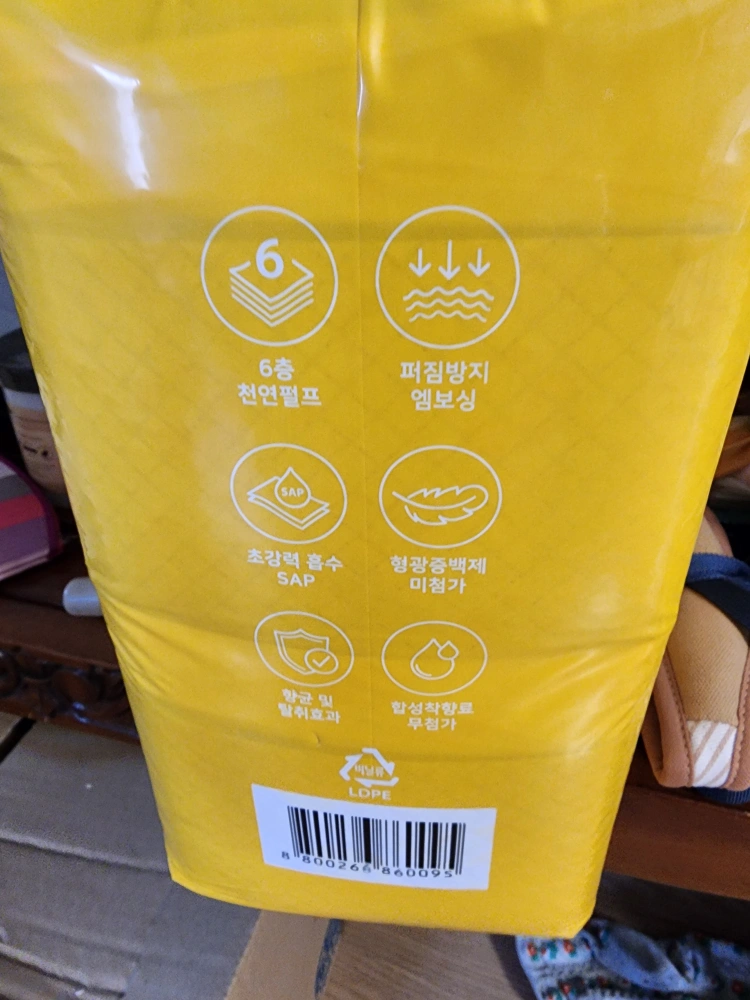 6
6층
천연펄프
퍼짐방지
엠보싱
SAP
초강력 흡수
SAP
형광증백제
미첨가
향균 및
탈취효과
합성착향료
무첨가
비닐류
LDPE
8 800266 860095